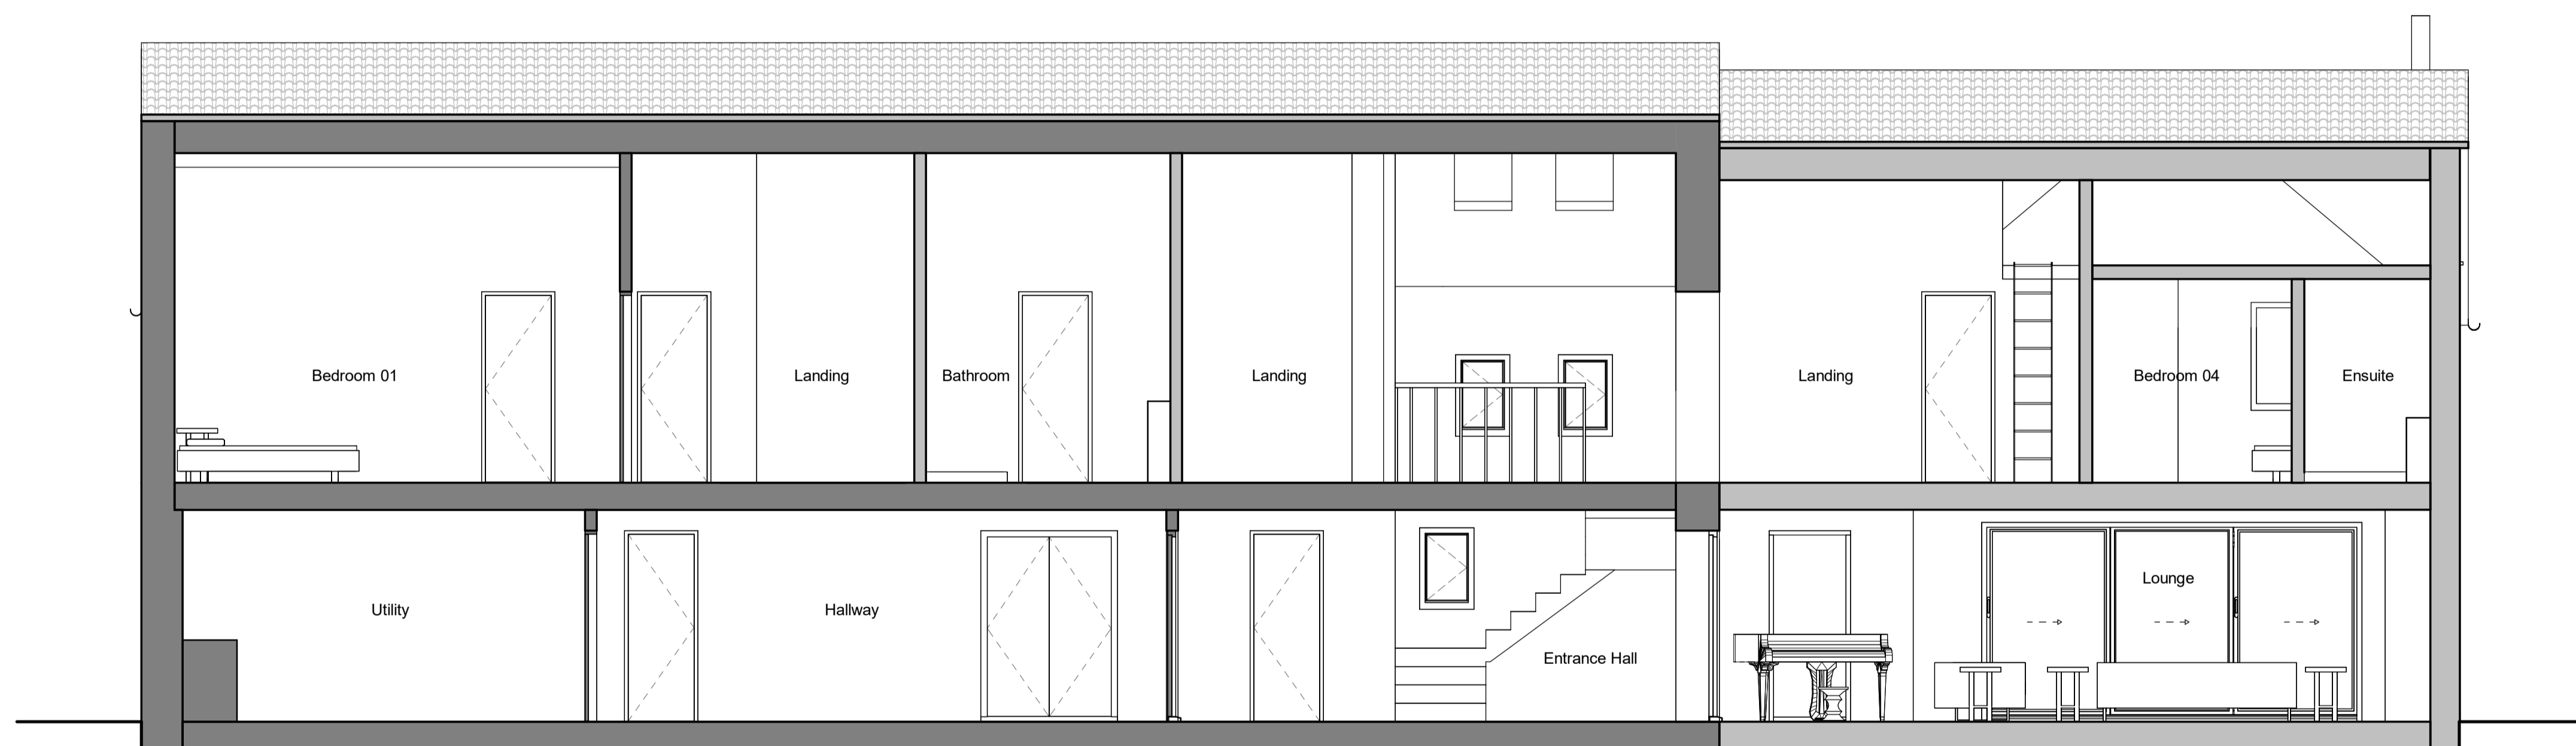 Bedroom 01
Landing
Bathroom
Landing
Landing
Bedroom 04
Ensuite
Utility
Hallway
Entrance Hall
Lounge